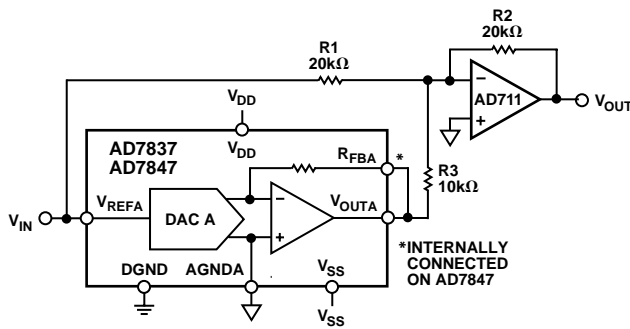 R2
20kΩ
R1
20kΩ
AD711
VOUT
VDD
VDD
AD7837
AD7847
RFBA
*
R3
10kΩ
VIN
VREFA
DAC A
VOUTA
DGND
AGNDA
VSS
VSS
*INTERNALLY
CONNECTED
ON AD7847